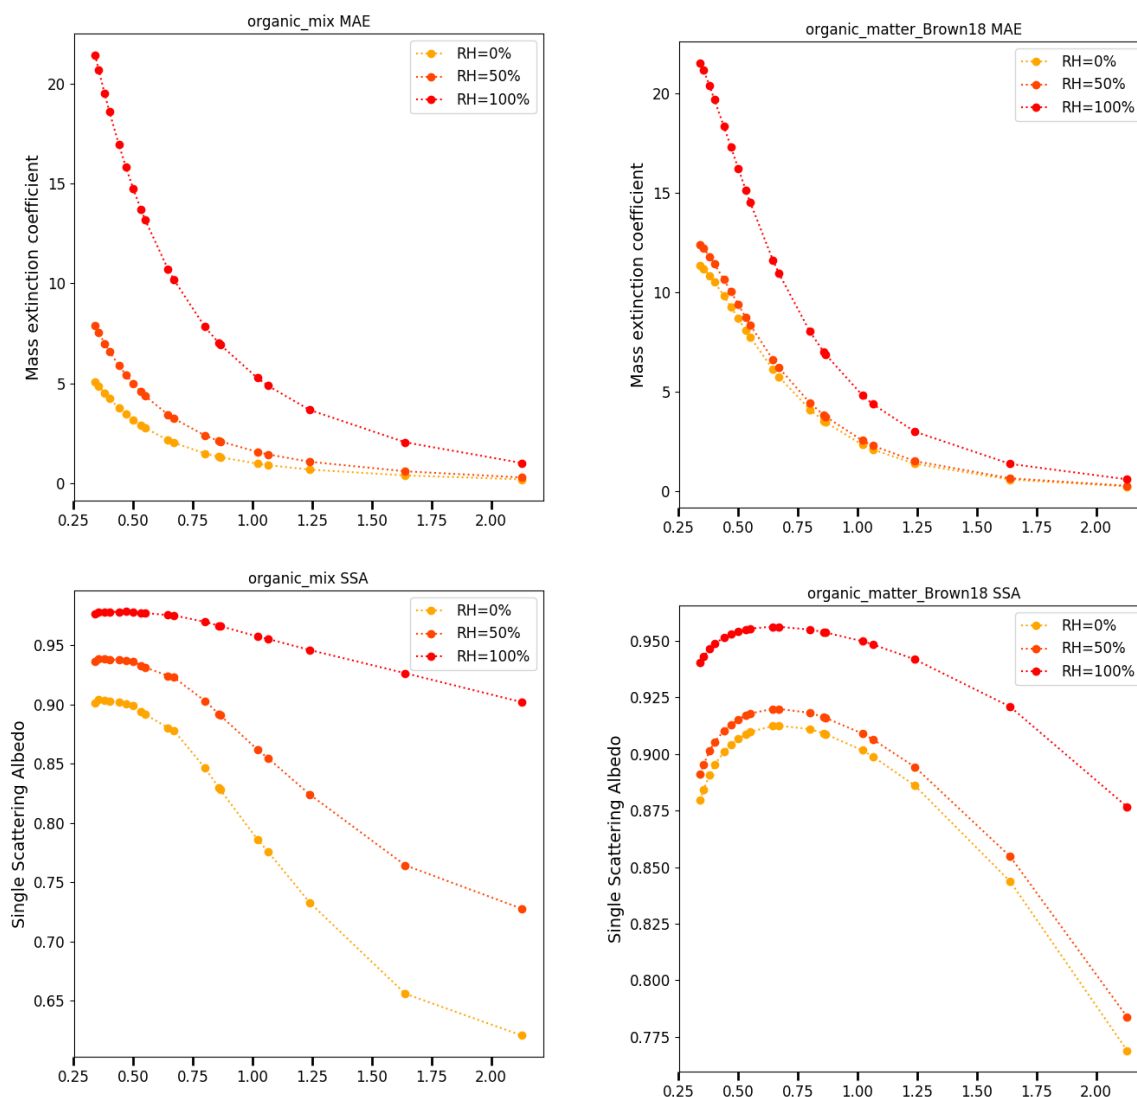 organic_mix MAE
Mass extinction coefficient
20
15
10
5
0
RH=0%
RH=50%
RH=100%
0.25 0.50 0.75 1.00 1.25 1.50 1.75 2.00
organic_matter_Brown18 MAE
Mass extinction coefficient
20
15
10
5
0
RH=0%
RH=50%
RH=100%
0.25 0.50 0.75 1.00 1.25 1.50 1.75 2.00
organic_mix SSA
Single Scattering Albedo
0.95
0.90
0.85
0.80
0.75
0.70
0.65
RH=0%
RH=50%
RH=100%
0.25 0.50 0.75 1.00 1.25 1.50 1.75 2.00
organic_matter_Brown18 SSA
Single Scattering Albedo
0.950
0.925
0.900
0.875
0.850
0.825
0.800
0.775
RH=0%
RH=50%
RH=100%
0.25 0.50 0.75 1.00 1.25 1.50 1.75 2.00